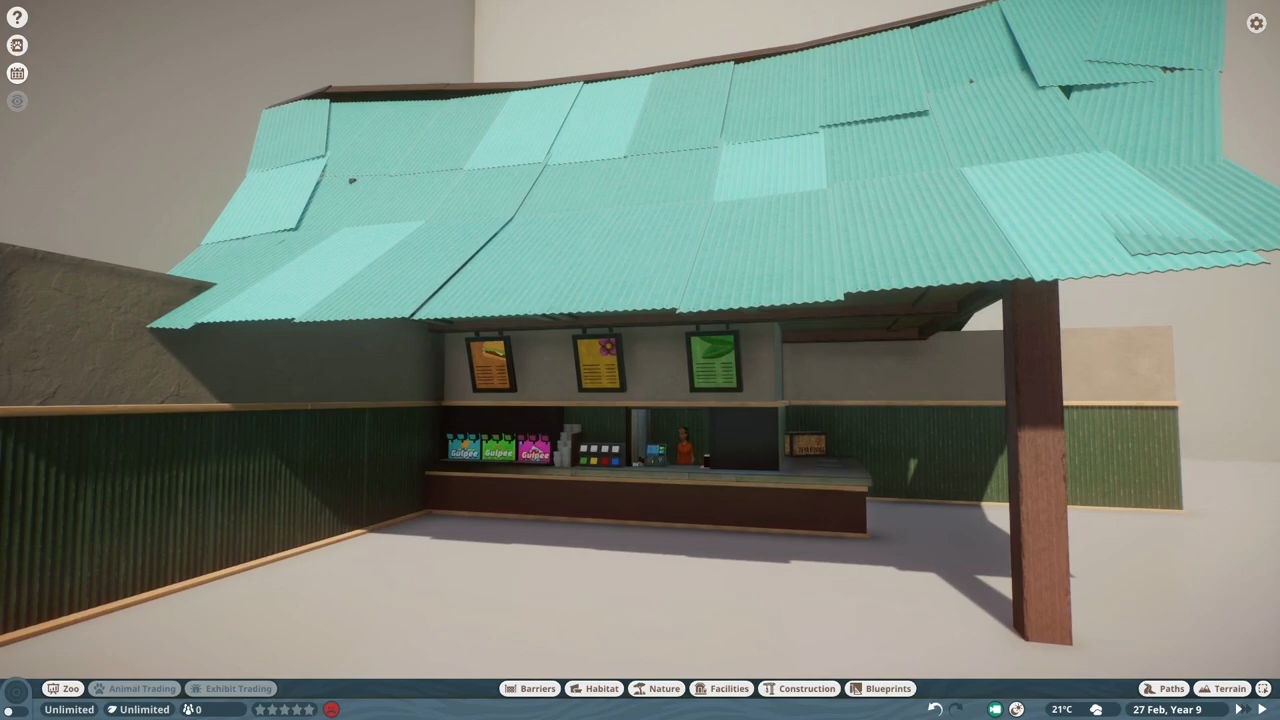 ?
Gulpee
Gulpee
Gulpee
Zoo
Animal Trading
Exhibit Trading
Barriers
Habitat
Nature
Facilities
Construction
Blueprints
Paths
Terrain
Unlimited
Unlimited
0
21°C
27 Feb, Year 9